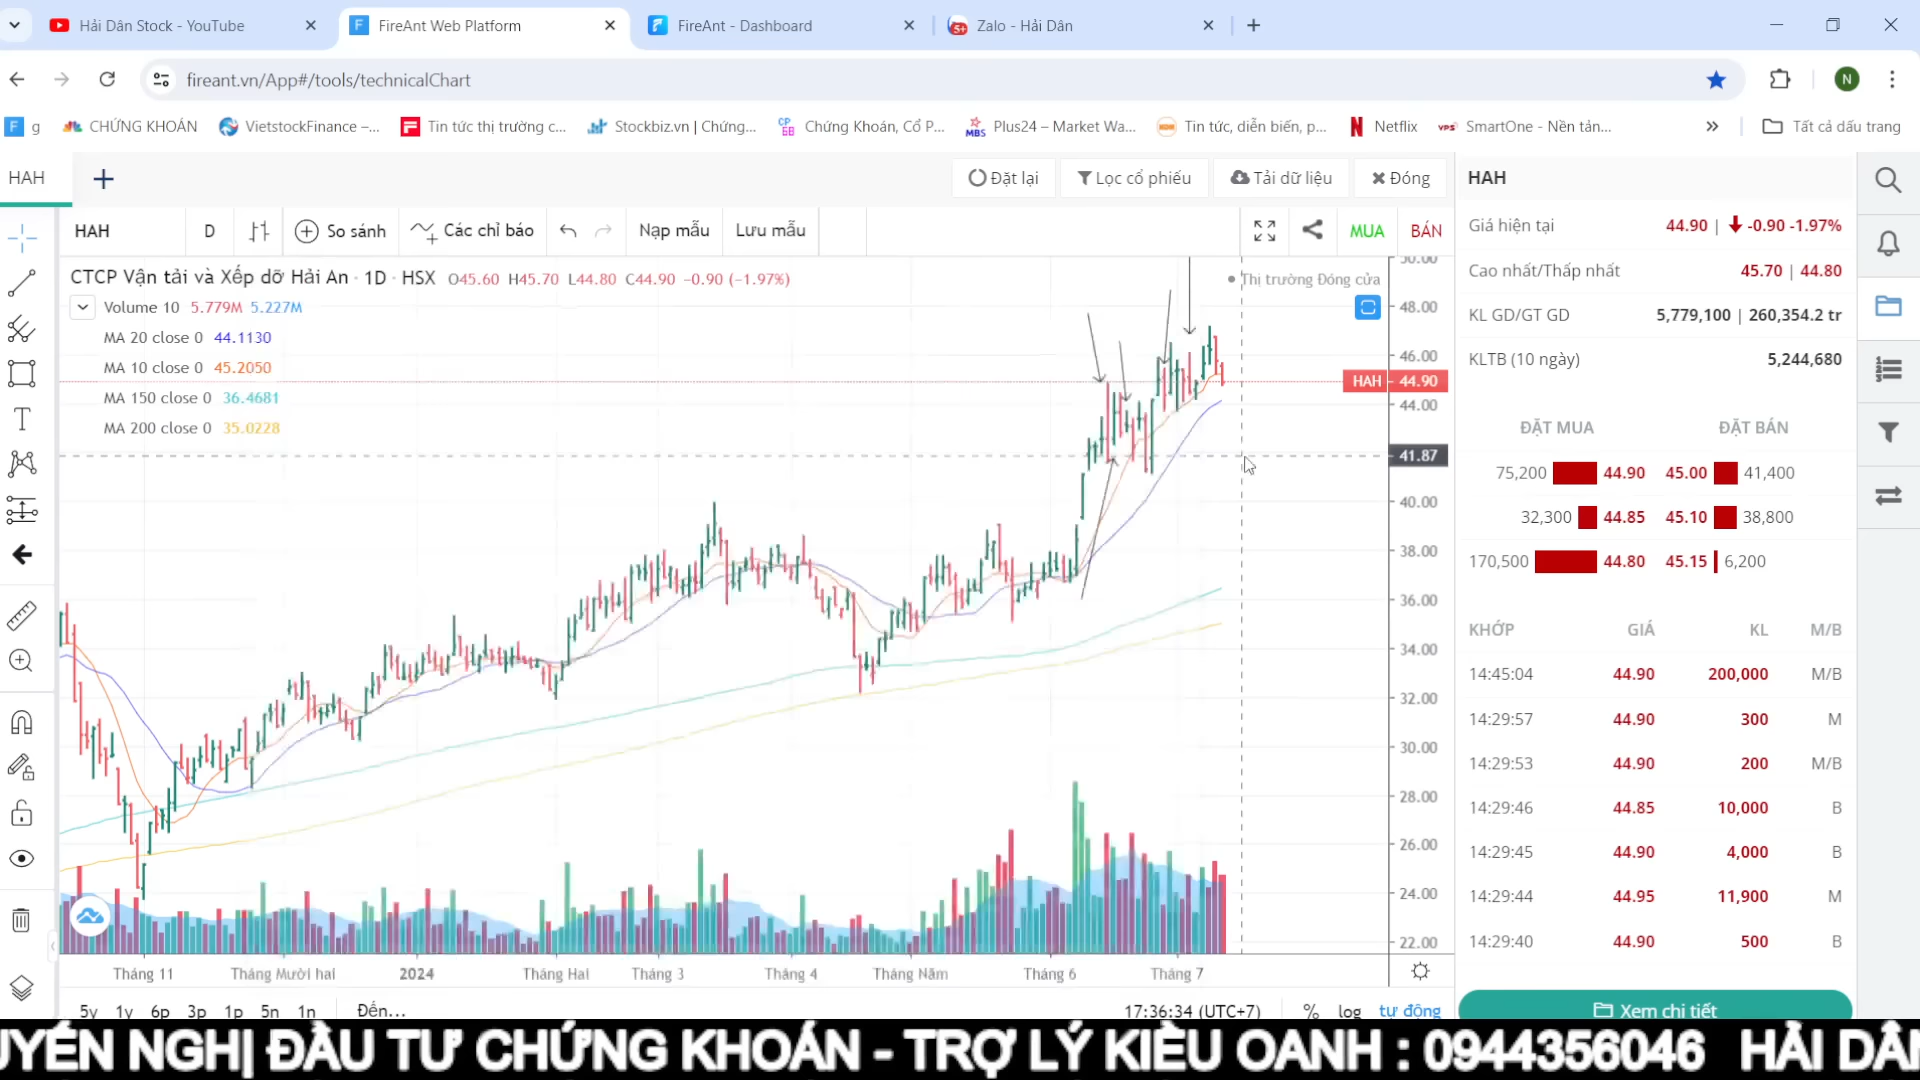 Hải Dân Stock - YouTube
FireAnt Web Platform
FireAnt - Dashboard
Zalo - Hải Dân
fireant.vn/App#/tools/technicalChart
N
g
CHỨNG KHOÁN
VietstockFinance –...
Tin tức thị trường c...
Stockbiz.vn | Chứng...
Chứng Khoán, Cổ P...
Plus24 – Market Wa...
Tin tức, diễn biến, p...
Netflix
SmartOne - Nền tản...
Tất cả dấu trang
HAH
Đặt lại
Lọc cổ phiếu
Tải dữ liệu
Đóng
HAH
HAH
D
So sánh
Các chỉ báo
Nạp mẫu
Lưu mẫu
MUA
BÁN
CTCP Vận tải và Xếp dỡ Hải An · 1D · HSX O45.60 H45.70 L44.80 C44.90 -0.90 (-1.97%)
Thị trường Đóng cửa
Volume 10 5.779M 5.227M
MA 20 close 0 44.1130
MA 10 close 0 45.2050
MA 150 close 0 36.4681
MA 200 close 0 35.0228
50.00
48.00
46.00
HAH 44.90
44.00
41.87
40.00
38.00
36.00
34.00
32.00
30.00
28.00
26.00
24.00
22.00
Tháng 11
Tháng Mười hai
2024
Tháng Hai
Tháng 3
Tháng 4
Tháng Năm
Tháng 6
Tháng 7
5y 1y 6p 3p 1p 5n 1n
Đến...
17:36:34 (UTC+7)
% log tự động
Giá hiện tại 44.90 | -0.90 -1.97%
Cao nhất/Thấp nhất 45.70 | 44.80
KL GD/GT GD 5,779,100 | 260,354.2 tr
KLTB (10 ngày) 5,244,680
ĐẶT MUA ĐẶT BÁN
75,200 44.90 45.00 41,400
32,300 44.85 45.10 38,800
170,500 44.80 45.15 6,200
KHỚP GIÁ KL M/B
14:45:04 44.90 200,000 M/B
14:29:57 44.90 300 M
14:29:53 44.90 200 M/B
14:29:46 44.85 10,000 B
14:29:45 44.90 4,000 B
14:29:44 44.95 11,900 M
14:29:40 44.90 500 B
Xem chi tiết
UYẾN NGHỊ ĐẦU TƯ CHỨNG KHOÁN - TRỢ LÝ KIỀU OANH : 0944356046 HẢI DÂN